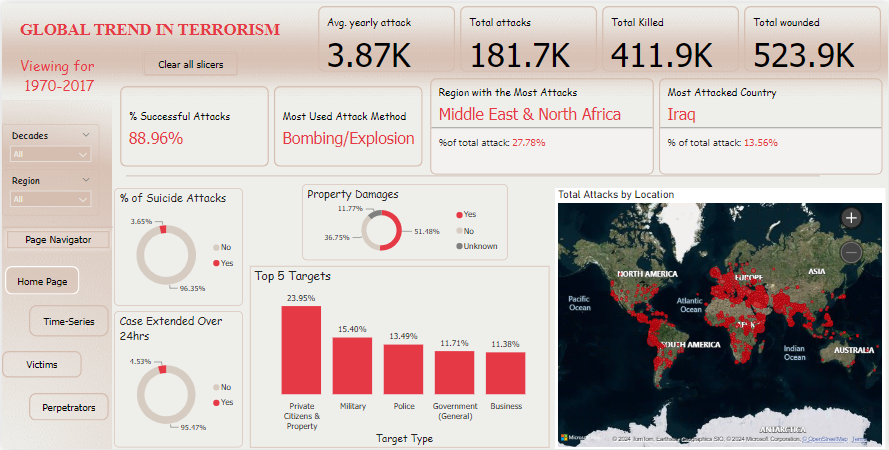 GLOBAL TREND IN TERRORISM
Viewing for
1970-2017
Clear all slicers
Avg. yearly attack
3.87K
Total attacks
181.7K
Total Killed
411.9K
Total wounded
523.9K
% Successful Attacks
88.96%
Most Used Attack Method
Bombing/Explosion
Region with the Most Attacks
Middle East & North Africa
%of total attack: 27.78%
Most Attacked Country
Iraq
% of total attack: 13.56%
Decades
All
Region
All
Page Navigator
Home Page
Time-Series
Victims
Perpetrators
% of Suicide Attacks
3.65%
No
Yes
96.35%
Case Extended Over
24hrs
4.53%
No
Yes
95.47%
Property Damages
11.77%
36.75%
51.48%
Yes
No
Unknown
Top 5 Targets
23.95%
15.40%
13.49%
11.71%
11.38%
Private
Citizens &
Property
Military
Police
Government
(General)
Business
Target Type
Total Attacks by Location
NORTH AMERICA
EUROPE
ASIA
Pacific
Ocean
Atlantic
Ocean
SOUTH AMERICA
Indian
Ocean
AUSTRALIA
ANTARCTICA
Microsoft
© 2024 TomTom, Earthstar Geographics SIO, © 2024 Microsoft Corporation, © OpenStreetMap Terms